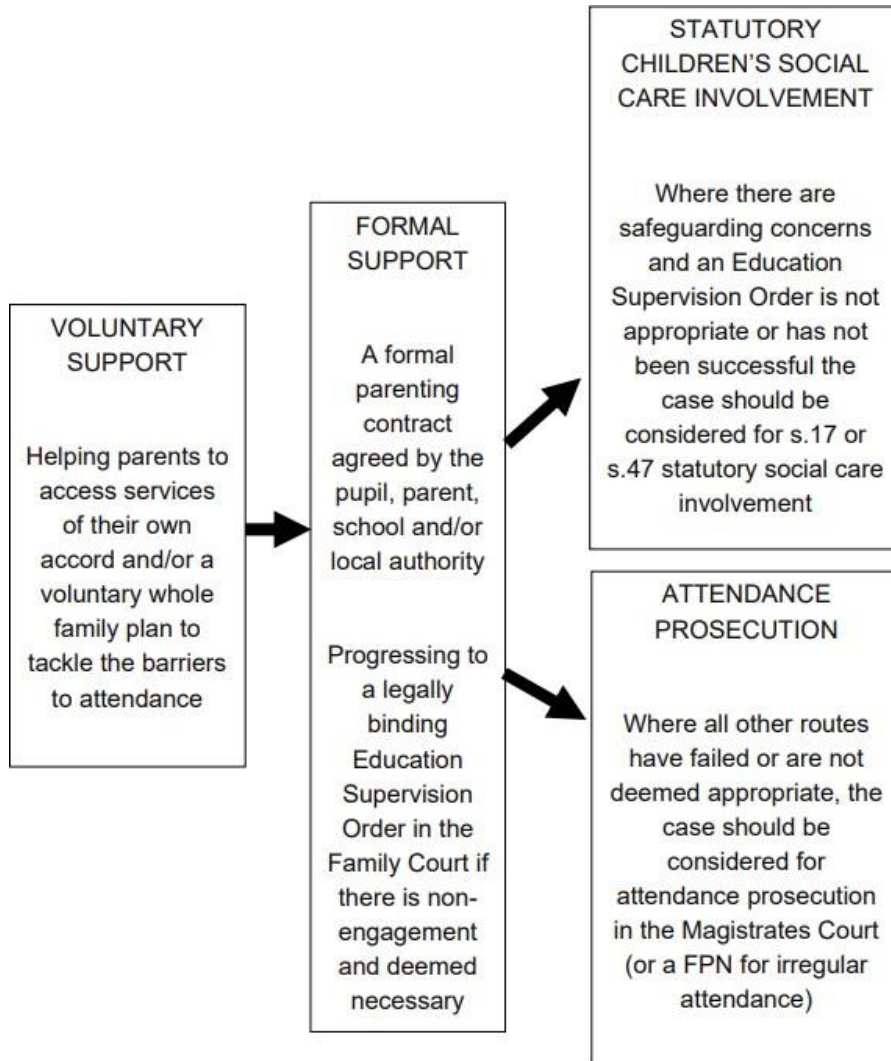 VOLUNTARY
SUPPORT
Helping parents to
access services
of their own
accord and/or a
voluntary whole
family plan to
tackle the barriers
to attendance
FORMAL
SUPPORT
A formal
parenting
contract
agreed by the
pupil, parent,
school and/or
local authority
Progressing to
a legally
binding
Education
Supervision
Order in the
Family Court if
there is non-
engagement
and deemed
necessary
STATUTORY
CHILDREN’S SOCIAL
CARE INVOLVEMENT
Where there are
safeguarding concerns
and an Education
Supervision Order is not
appropriate or has not
been successful the
case should be
considered for s.17 or
s.47 statutory social care
involvement
ATTENDANCE
PROSECUTION
Where all other routes
have failed or are not
deemed appropriate, the
case should be
considered for
attendance prosecution
in the Magistrates Court
(or a FPN for irregular
attendance)